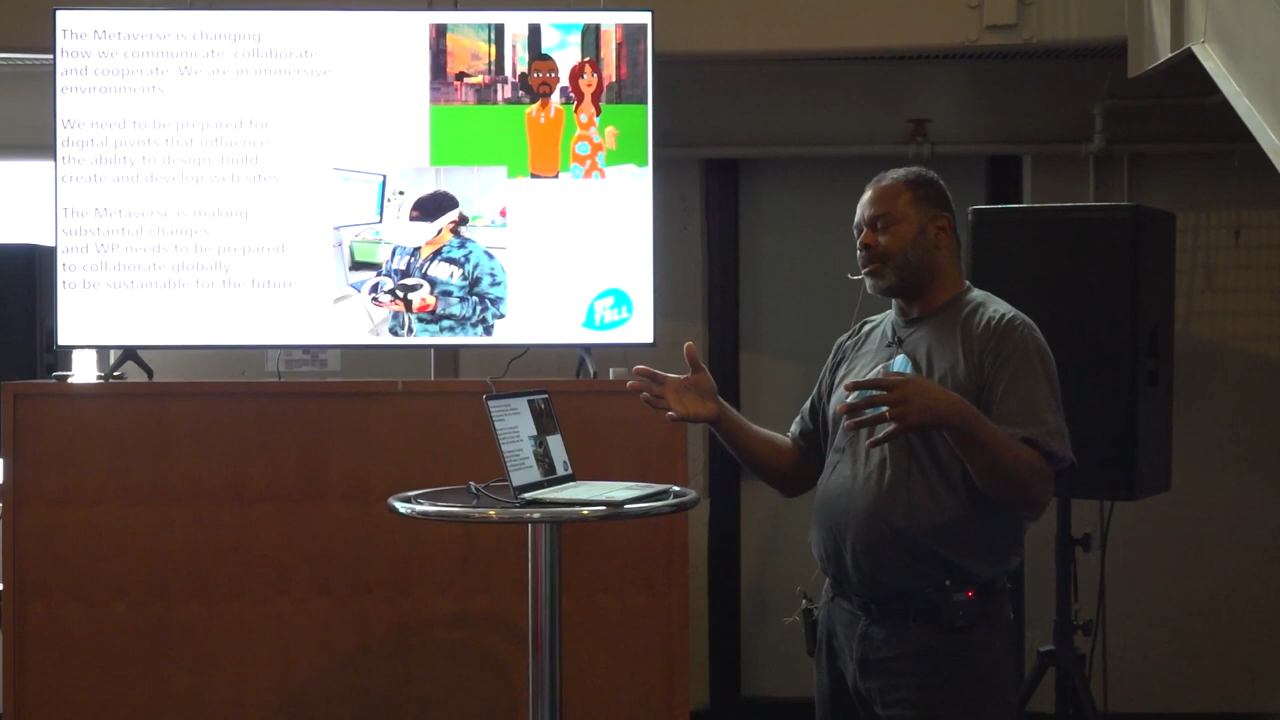 The Metaverse is changing
how we communicate, collaborate
and cooperate. We are in immersive
environments.
We need to be prepared for
digital pivots that influence
the ability to design, build
create and develop web sites.
The Metaverse is making
substantial changes
and WP needs to be prepared
to collaborate globally
to be sustainable for the future.